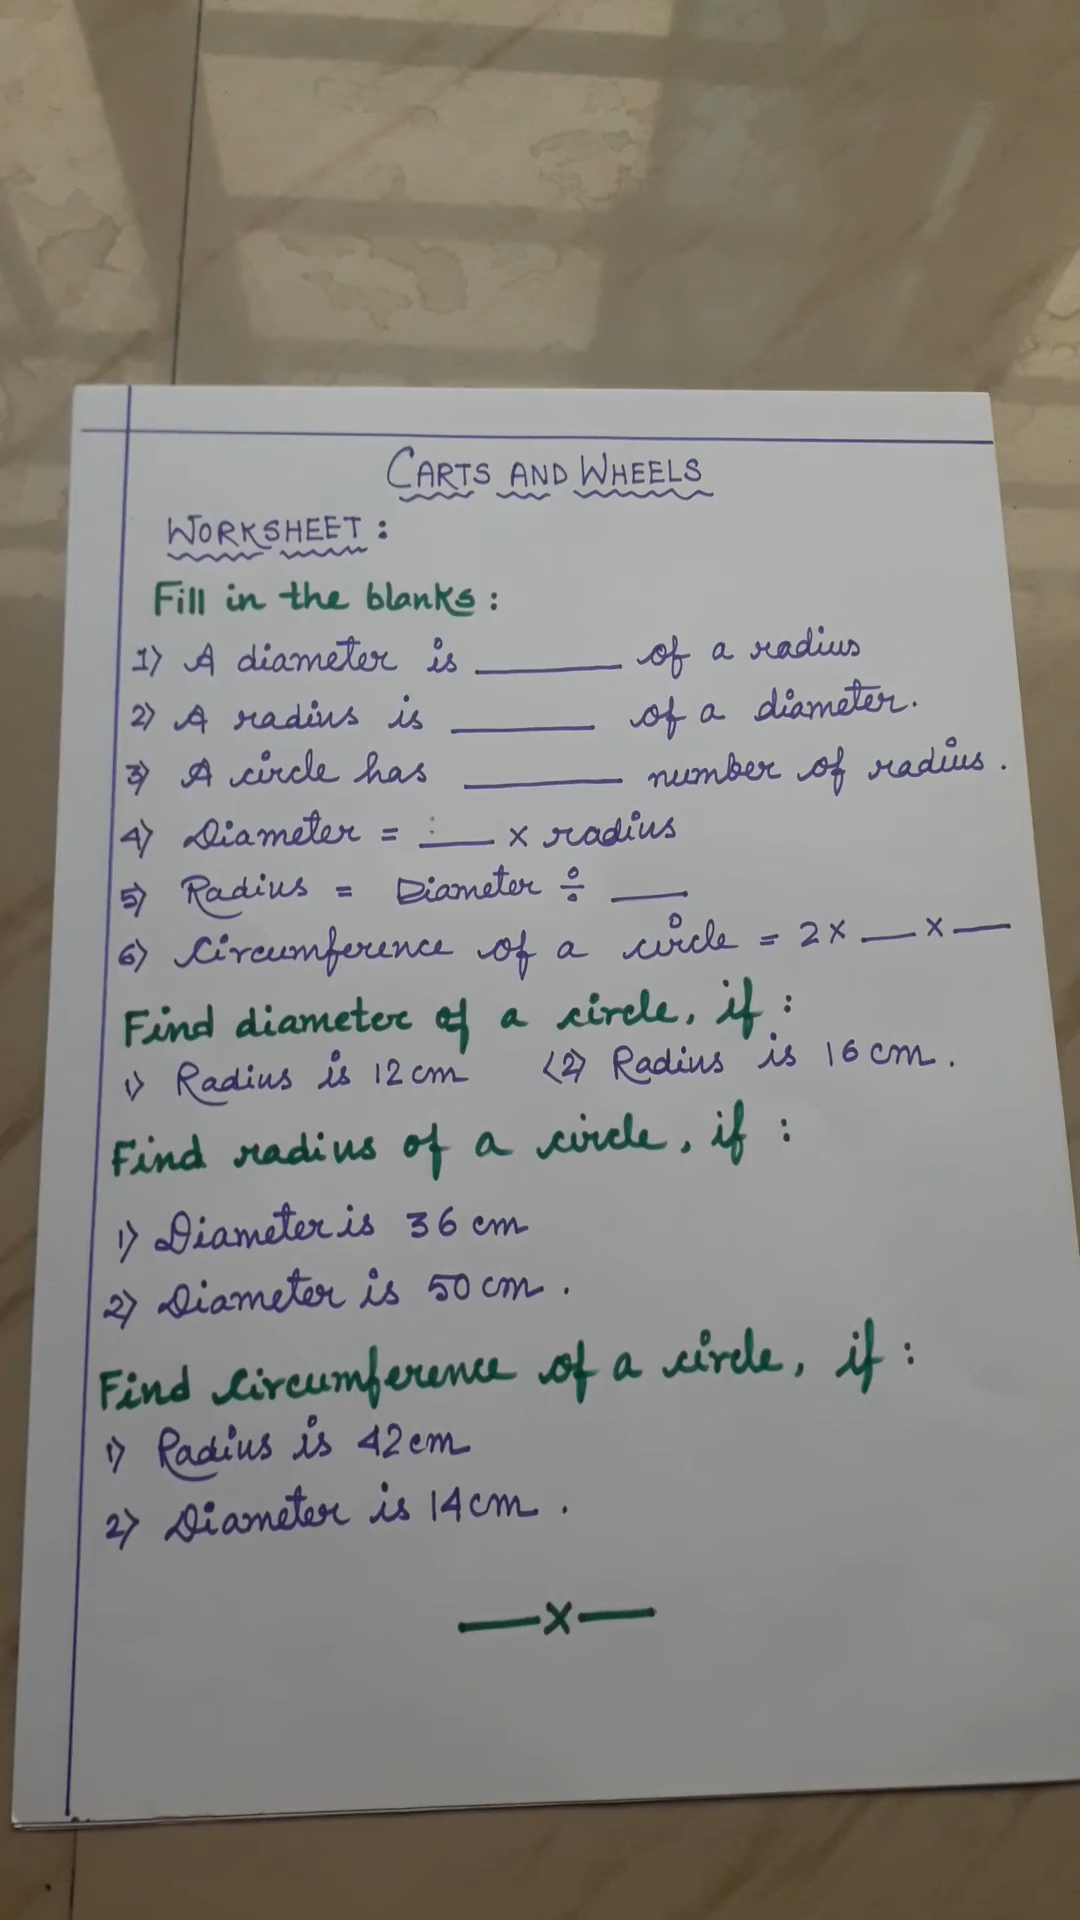 CARTS AND WHEELS
WORKSHEET:
Fill in the blanks:
1) A diameter is ______ of a radius
2) A radius is ______ of a diameter.
3) A circle has ______ number of radius.
4) Diameter = ___ x radius
5) Radius = Diameter ÷ ___
6) Circumference of a circle = 2 x __ x __
Find diameter of a circle, if:
1) Radius is 12 cm (2) Radius is 16 cm.
Find radius of a circle, if:
1) Diameter is 36 cm
2) Diameter is 50 cm.
Find circumference of a circle, if:
1) Radius is 42 cm
2) Diameter is 14 cm.
—x—